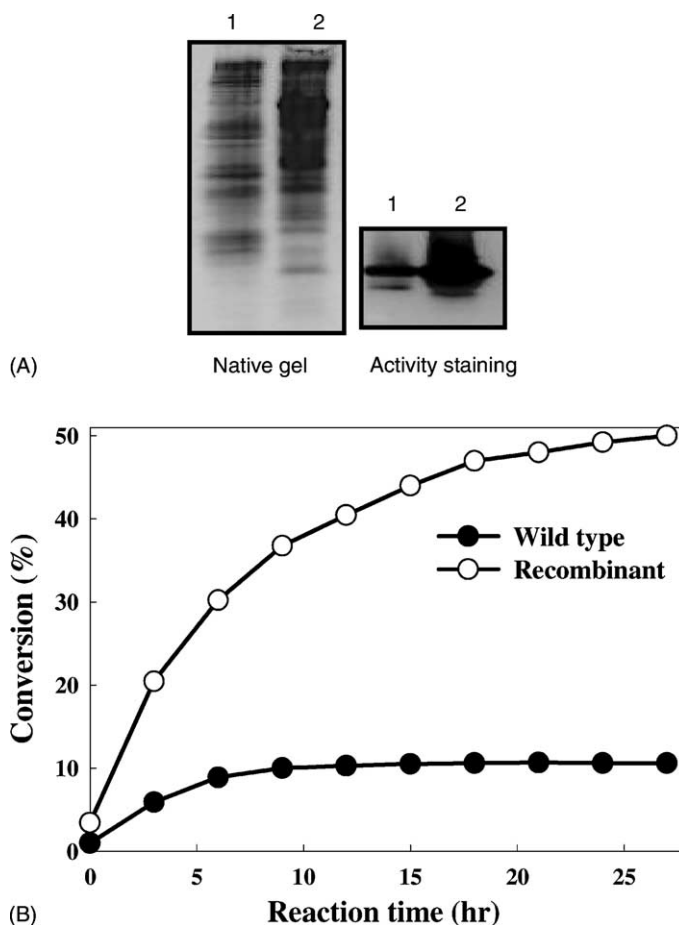 1 2
1 2
(A) Native gel Activity staining
50
40
30
20
10
0
Conversion (%)
Wild type
Recombinant
0 5 10 15 20 25
(B) Reaction time (hr)